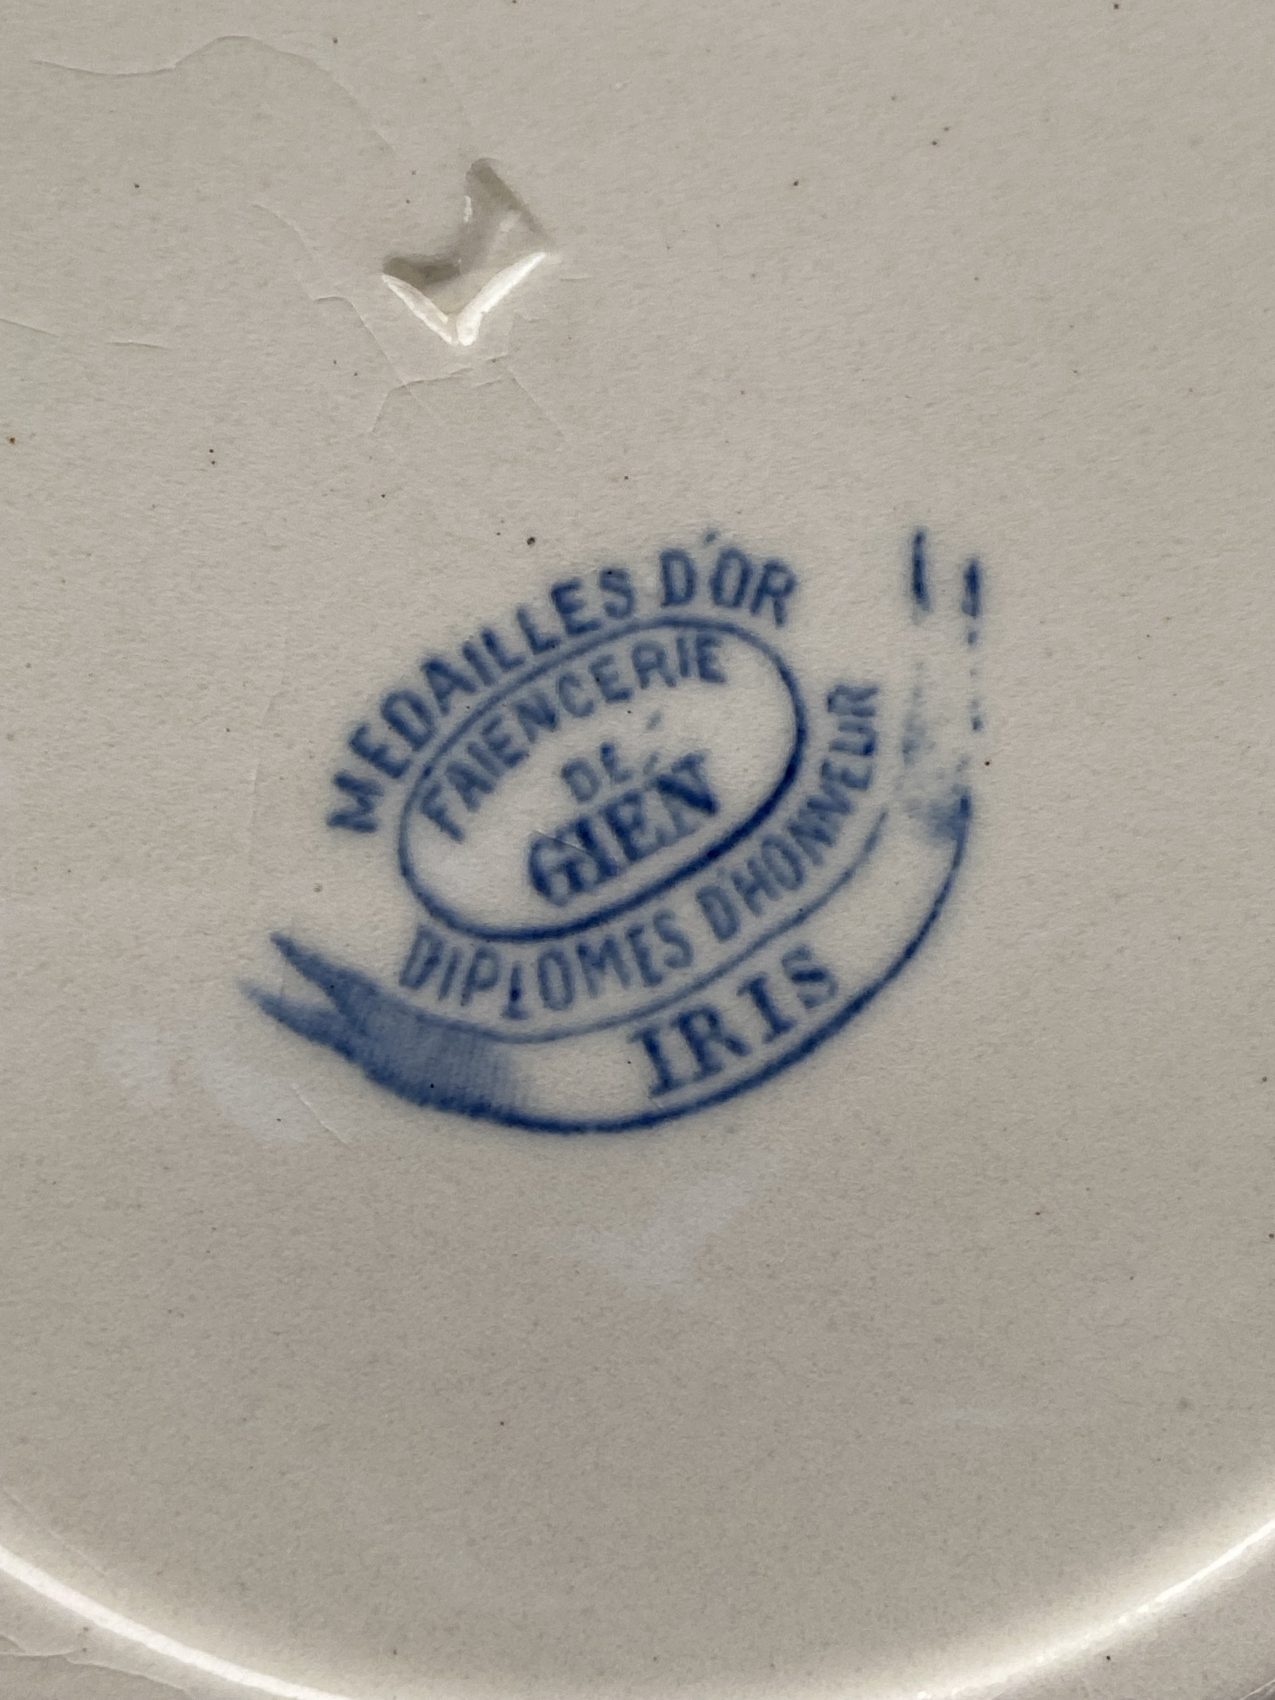 MEDAILLES D'OR
FAIENCERIE
DE
GIEN
DIPLOMES D'HONNEUR
IRIS